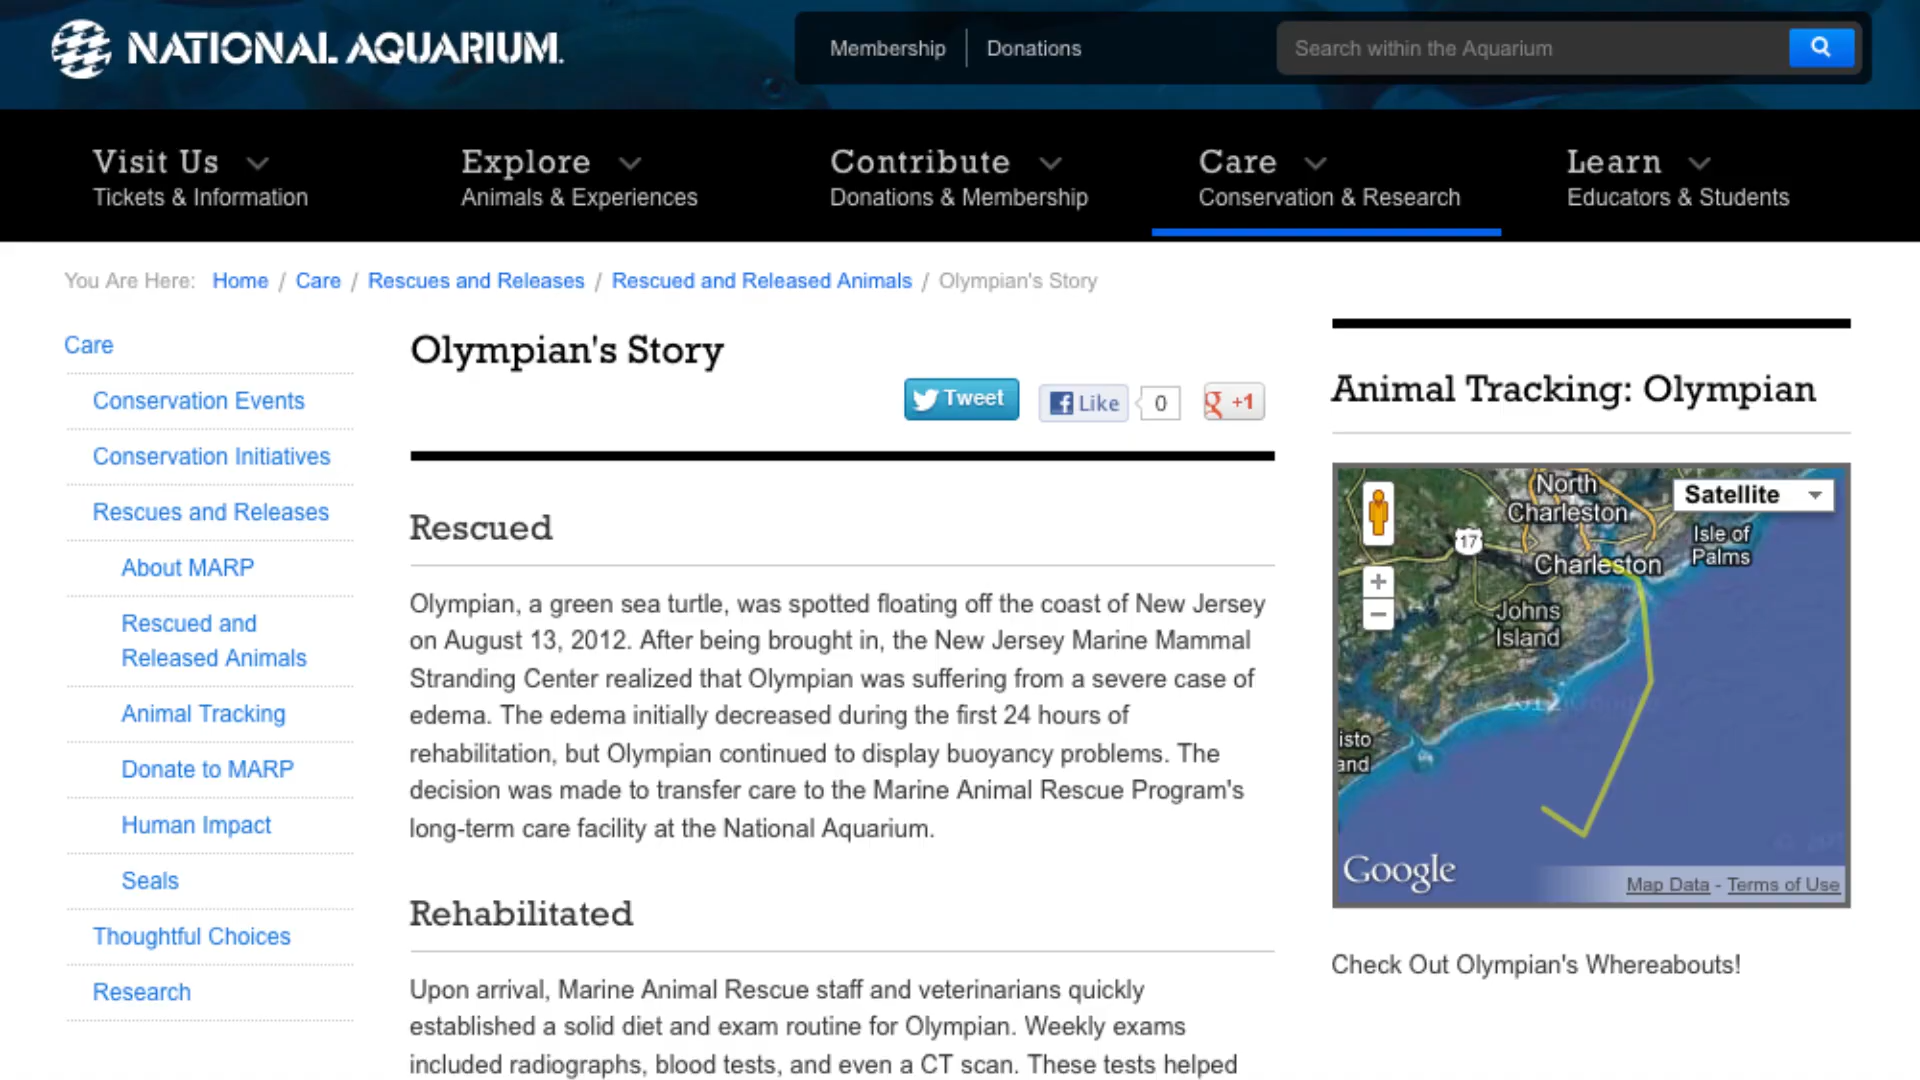 NATIONAL AQUARIUM.
Membership
Donations
Search within the Aquarium
Visit Us
Tickets & Information
Explore
Animals & Experiences
Contribute
Donations & Membership
Care
Conservation & Research
Learn
Educators & Students
You Are Here: Home / Care / Rescues and Releases / Rescued and Released Animals / Olympian's Story
Care
Conservation Events
Conservation Initiatives
Rescues and Releases
About MARP
Rescued and
Released Animals
Animal Tracking
Donate to MARP
Human Impact
Seals
Thoughtful Choices
Research
Olympian's Story
Tweet
Like
0
g +1
Rescued
Olympian, a green sea turtle, was spotted floating off the coast of New Jersey
on August 13, 2012. After being brought in, the New Jersey Marine Mammal
Stranding Center realized that Olympian was suffering from a severe case of
edema. The edema initially decreased during the first 24 hours of
rehabilitation, but Olympian continued to display buoyancy problems. The
decision was made to transfer care to the Marine Animal Rescue Program's
long-term care facility at the National Aquarium.
Rehabilitated
Upon arrival, Marine Animal Rescue staff and veterinarians quickly
established a solid diet and exam routine for Olympian. Weekly exams
included radiographs, blood tests, and even a CT scan. These tests helped
Animal Tracking: Olympian
Satellite
North
Charleston
17
Isle of
Palms
Charleston
Johns
Island
isto
and
Google
Map Data - Terms of Use
Check Out Olympian's Whereabouts!